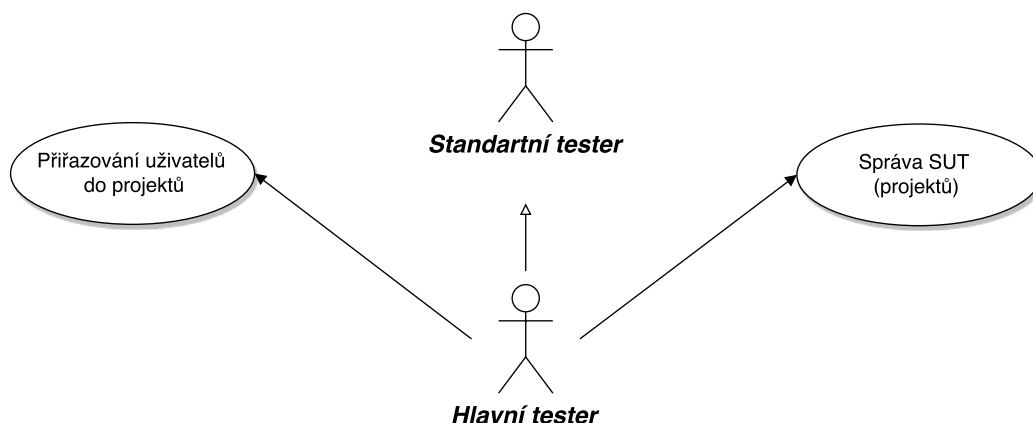 Standartní tester
Přiřazování uživatelů
do projektů
Správa SUT
(projektů)
Hlavní tester